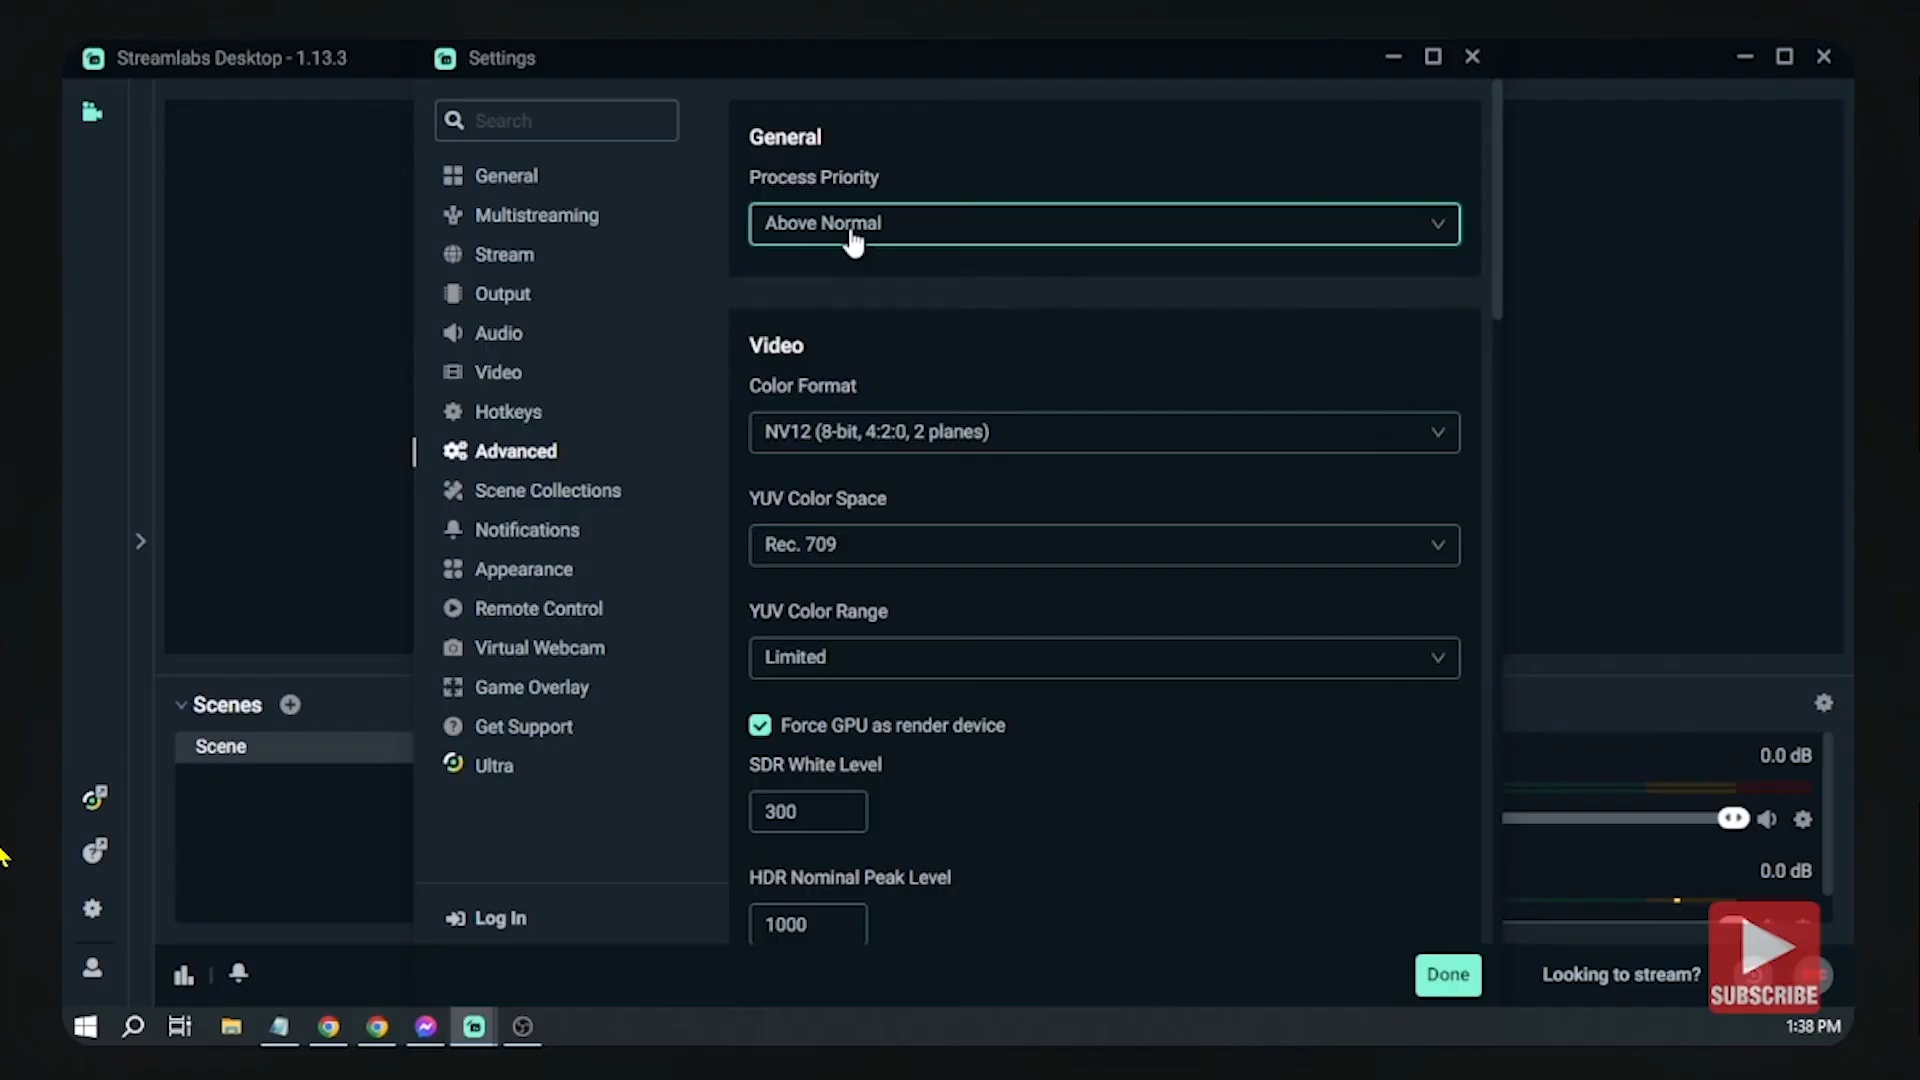 Streamlabs Desktop - 1.13.3
Settings
Search
General
Multistreaming
Stream
Output
Audio
Video
Hotkeys
Advanced
Scene Collections
Notifications
Appearance
Remote Control
Virtual Webcam
Game Overlay
Get Support
Ultra
Log In
General
Process Priority
Above Normal
Video
Color Format
NV12 (8-bit, 4:2:0, 2 planes)
YUV Color Space
Rec. 709
YUV Color Range
Limited
Force GPU as render device
SDR White Level
300
HDR Nominal Peak Level
1000
Done
Scenes
Scene
0.0 dB
0.0 dB
Looking to stream?
SUBSCRIBE
1:38 PM